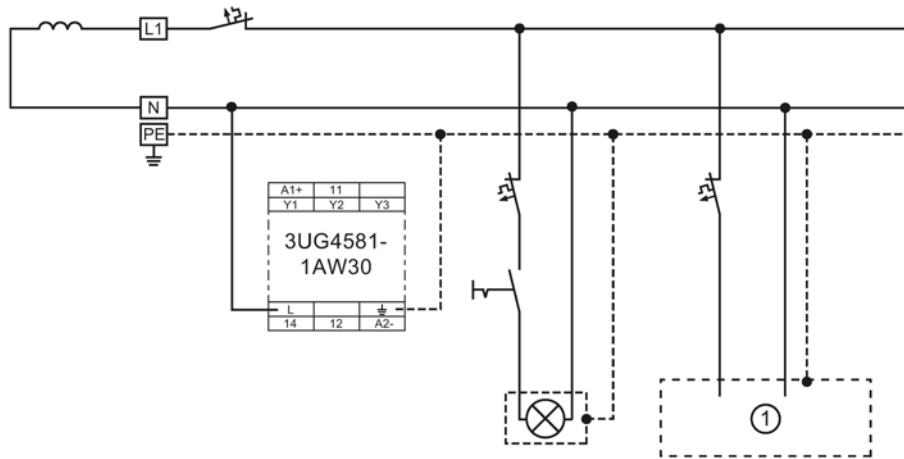 L1
N
PE
A1+ 11
Y1 Y2 Y3
3UG4581-
1AW30
L
14 12 A2-
1